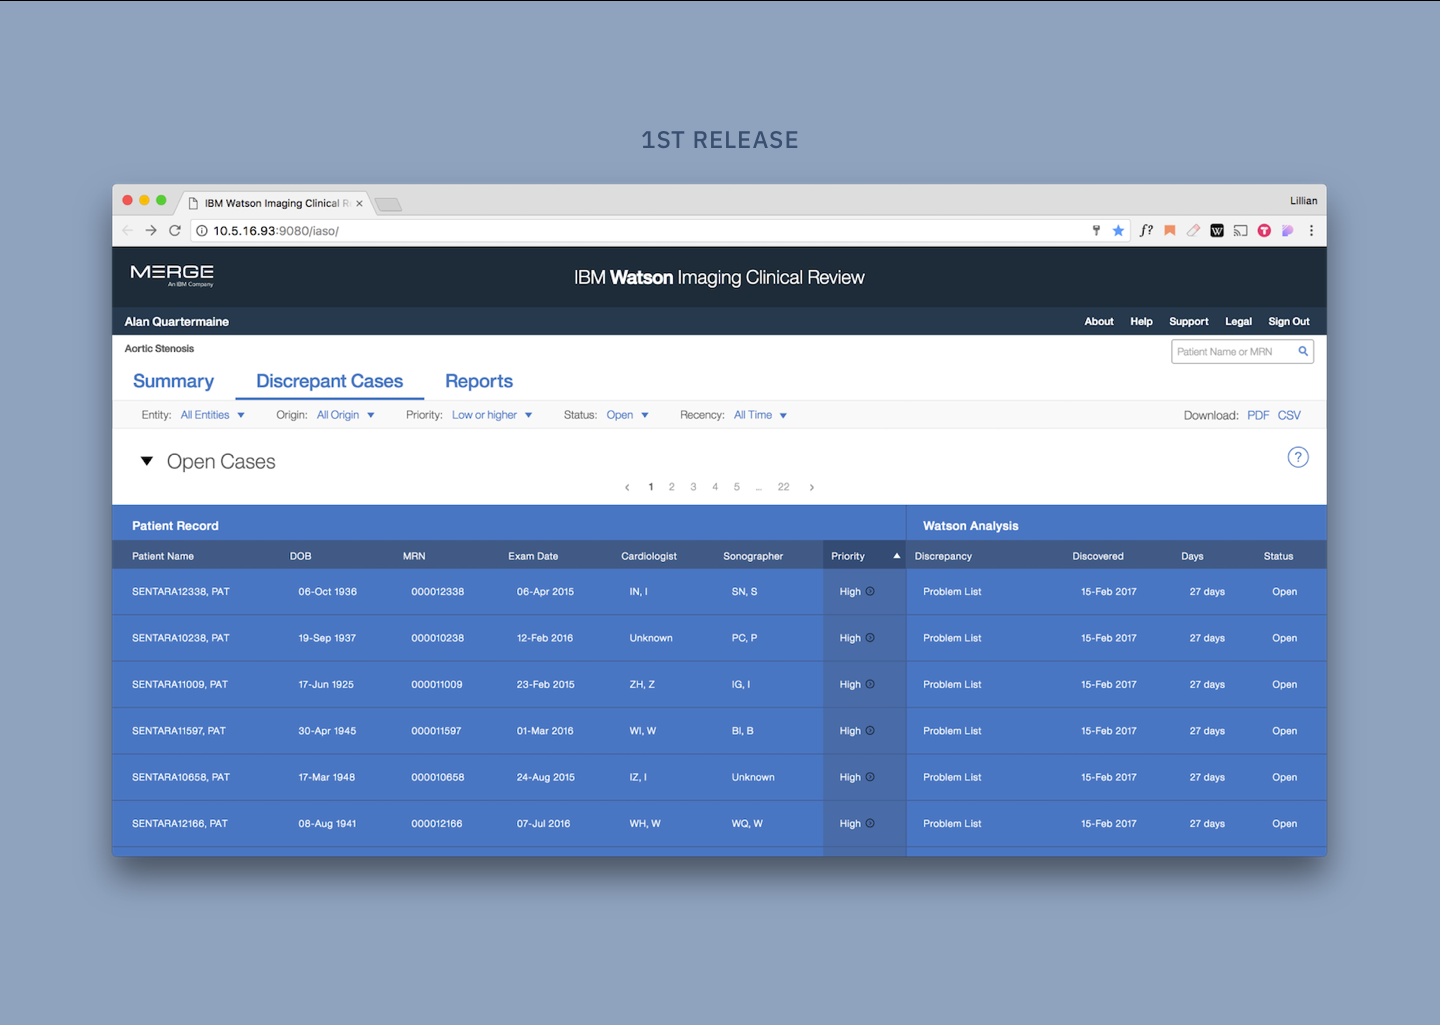 1ST RELEASE
IBM Watson Imaging Clinical R
Lillian
10.5.16.93:9080/iaso/
f?
W
T
MERGE
An IBM Company
IBM Watson Imaging Clinical Review
Alan Quartermaine
About Help Support Legal Sign Out
Aortic Stenosis
Patient Name or MRN
Summary Discrepant Cases Reports
Entity: All Entities Origin: All Origin Priority: Low or higher Status: Open Recency: All Time Download: PDF CSV
Open Cases
?
‹ 1 2 3 4 5 ... 22 ›
Patient Record Watson Analysis
Patient Name DOB MRN Exam Date Cardiologist Sonographer Priority Discrepancy Discovered Days Status
SENTARA12338, PAT 06-Oct 1936 000012338 06-Apr 2015 IN, I SN, S High Problem List 15-Feb 2017 27 days Open
SENTARA10238, PAT 19-Sep 1937 000010238 12-Feb 2016 Unknown PC, P High Problem List 15-Feb 2017 27 days Open
SENTARA11009, PAT 17-Jun 1925 000011009 23-Feb 2015 ZH, Z IG, I High Problem List 15-Feb 2017 27 days Open
SENTARA11597, PAT 30-Apr 1945 000011597 01-Mar 2016 WI, W BI, B High Problem List 15-Feb 2017 27 days Open
SENTARA10658, PAT 17-Mar 1948 000010658 24-Aug 2015 IZ, I Unknown High Problem List 15-Feb 2017 27 days Open
SENTARA12166, PAT 08-Aug 1941 000012166 07-Jul 2016 WH, W WQ, W High Problem List 15-Feb 2017 27 days Open